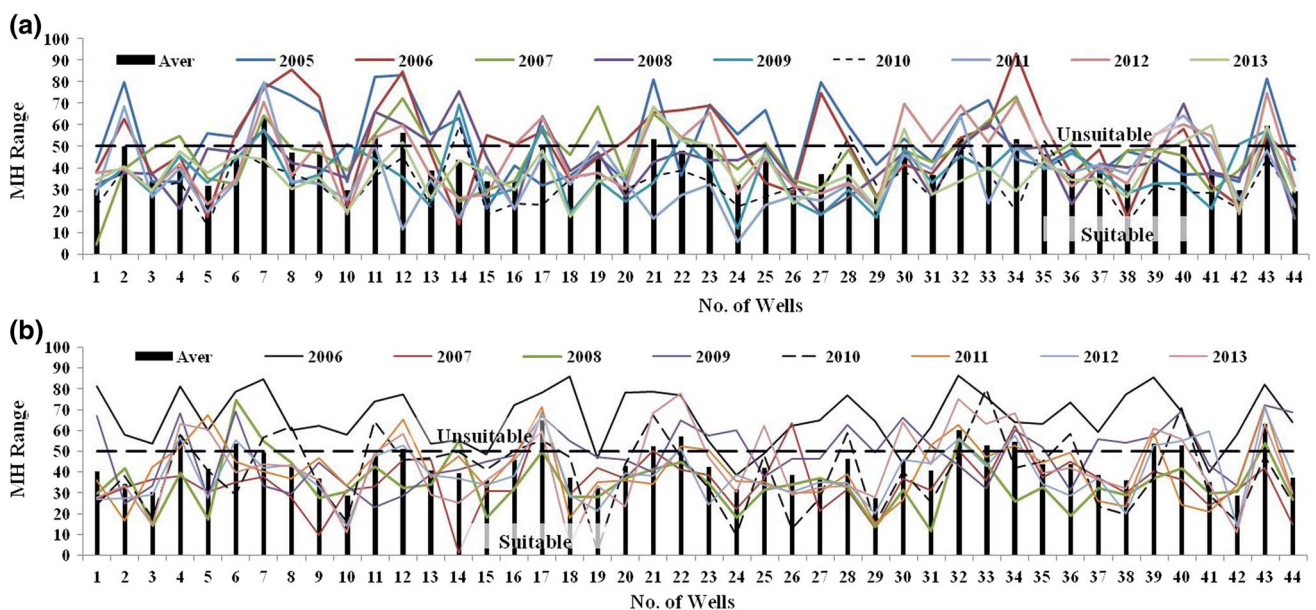 (a)
100
90
80
70
60
50
40
30
20
10
0
MH Range
Aver 2005 2006 2007 2008 2009 2010 2011 2012 2013
Unsuitable
Suitable
1 2 3 4 5 6 7 8 9 10 11 12 13 14 15 16 17 18 19 20 21 22 23 24 25 26 27 28 29 30 31 32 33 34 35 36 37 38 39 40 41 42 43 44
No. of Wells
(b)
100
90
80
70
60
50
40
30
20
10
0
MH Range
Aver 2006 2007 2008 2009 2010 2011 2012 2013
Unsuitable
Suitable
1 2 3 4 5 6 7 8 9 10 11 12 13 14 15 16 17 18 19 20 21 22 23 24 25 26 27 28 29 30 31 32 33 34 35 36 37 38 39 40 41 42 43 44
No. of Wells